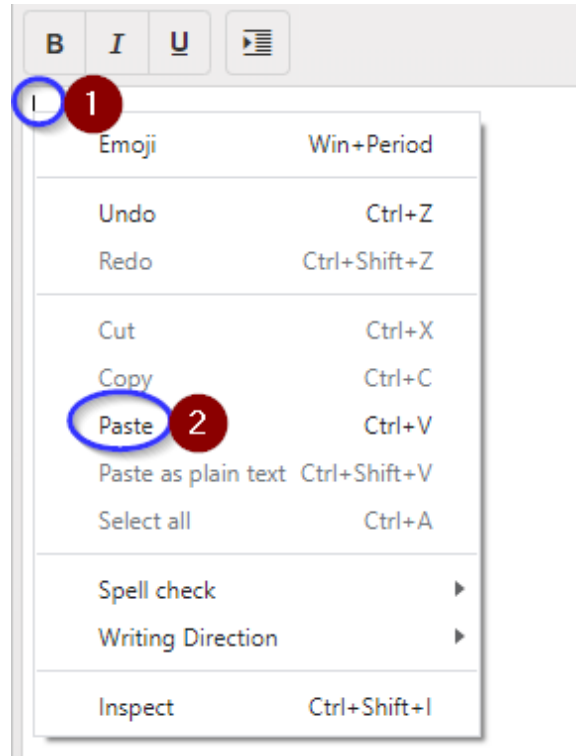 B I U
1
Emoji Win+Period
Undo Ctrl+Z
Redo Ctrl+Shift+Z
Cut Ctrl+X
Copy Ctrl+C
Paste 2 Ctrl+V
Paste as plain text Ctrl+Shift+V
Select all Ctrl+A
Spell check
Writing Direction
Inspect Ctrl+Shift+I